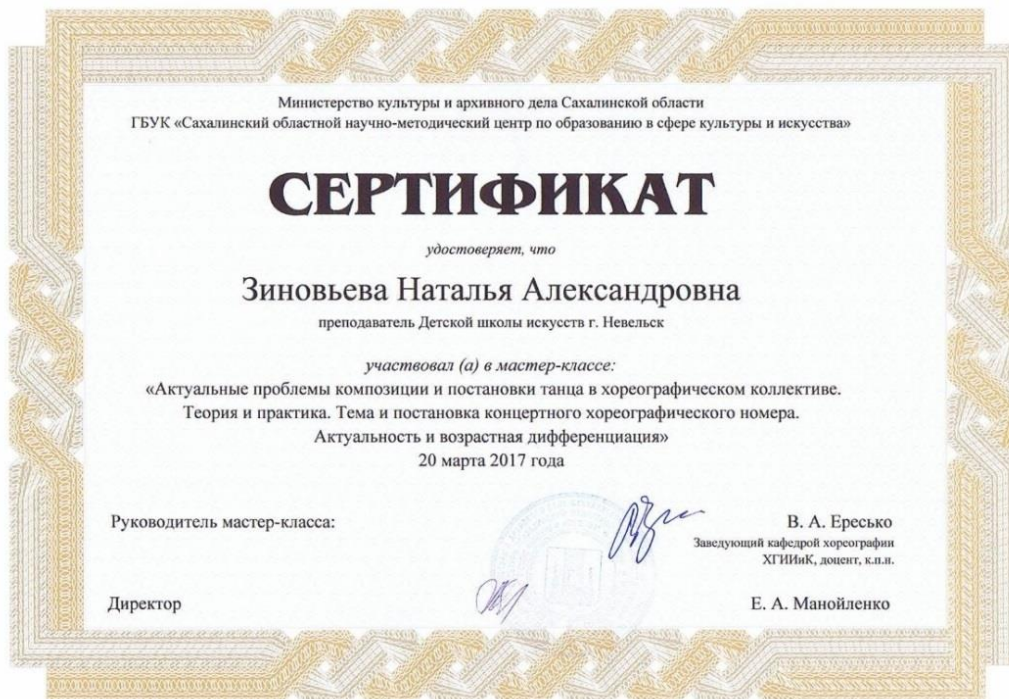 Министерство культуры и архивного дела Сахалинской области
ГБУК «Сахалинский областной научно-методический центр по образованию в сфере культуры и искусства»
СЕРТИФИКАТ
удостоверяет, что
Зиновьева Наталья Александровна
преподаватель Детской школы искусств г. Невельск
участвовал (а) в мастер-классе:
«Актуальные проблемы композиции и постановки танца в хореографическом коллективе.
Теория и практика. Тема и постановка концертного хореографического номера.
Актуальность и возрастная дифференциация»
20 марта 2017 года
Руководитель мастер-класса:
В. А. Ересько
Заведующий кафедрой хореографии
ХГИИиК, доцент, к.п.н.
Директор
Е. А. Манойленко